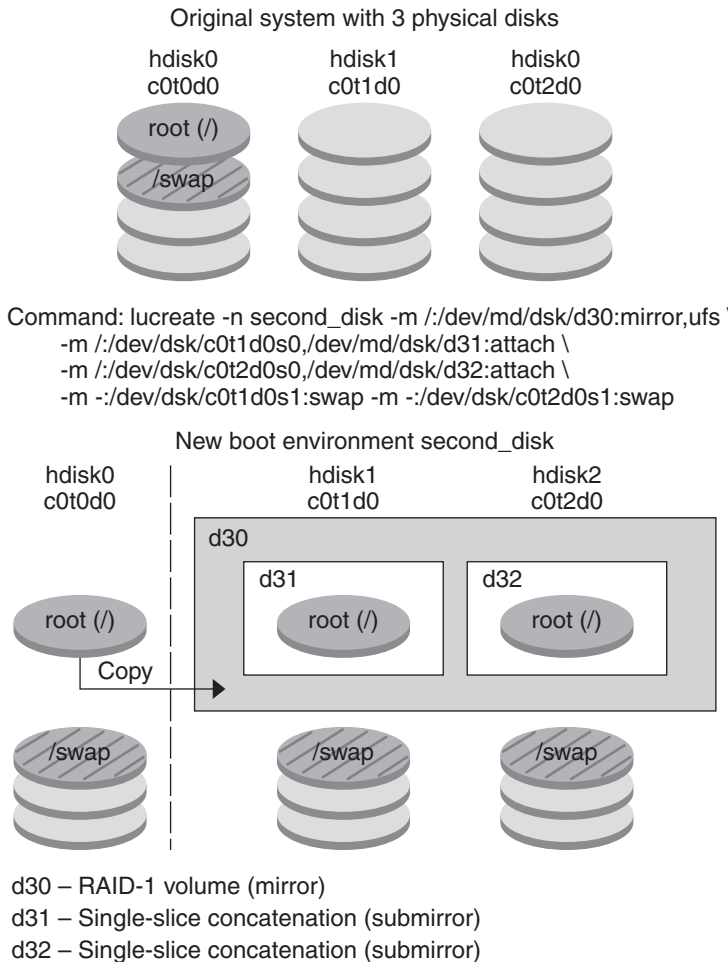 Original system with 3 physical disks
hdisk0 hdisk1 hdisk0
c0t0d0 c0t1d0 c0t2d0
root (/)
/swap
Command: lucreate -n second_disk -m /:/dev/md/dsk/d30:mirror,ufs \
-m /:/dev/dsk/c0t1d0s0,/dev/md/dsk/d31:attach \
-m /:/dev/dsk/c0t2d0s0,/dev/md/dsk/d32:attach \
-m -:/dev/dsk/c0t1d0s1:swap -m -:/dev/dsk/c0t2d0s1:swap
New boot environment second_disk
hdisk0 hdisk1 hdisk2
c0t0d0 c0t1d0 c0t2d0
d30
d31 d32
root (/) root (/) root (/)
Copy
/swap /swap /swap
d30 – RAID-1 volume (mirror)
d31 – Single-slice concatenation (submirror)
d32 – Single-slice concatenation (submirror)